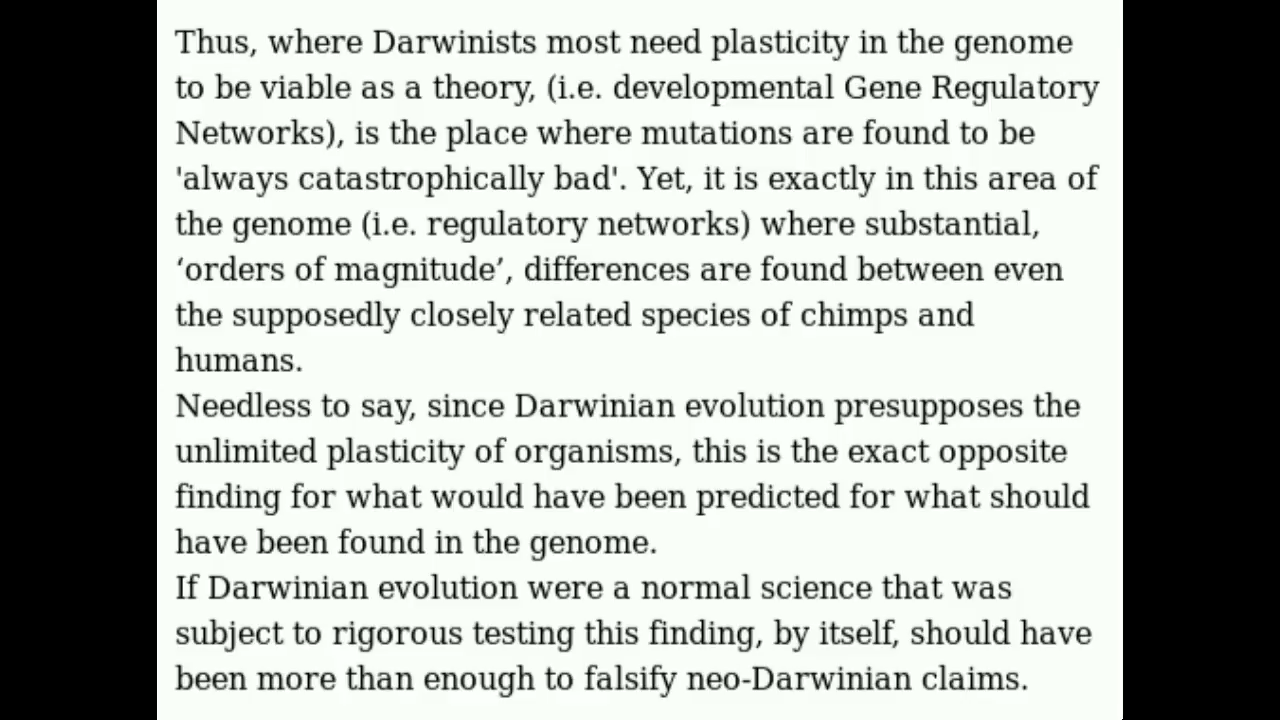 Thus, where Darwinists most need plasticity in the genome
to be viable as a theory, (i.e. developmental Gene Regulatory
Networks), is the place where mutations are found to be
'always catastrophically bad'. Yet, it is exactly in this area of
the genome (i.e. regulatory networks) where substantial,
‘orders of magnitude’, differences are found between even
the supposedly closely related species of chimps and
humans.
Needless to say, since Darwinian evolution presupposes the
unlimited plasticity of organisms, this is the exact opposite
finding for what would have been predicted for what should
have been found in the genome.
If Darwinian evolution were a normal science that was
subject to rigorous testing this finding, by itself, should have
been more than enough to falsify neo-Darwinian claims.